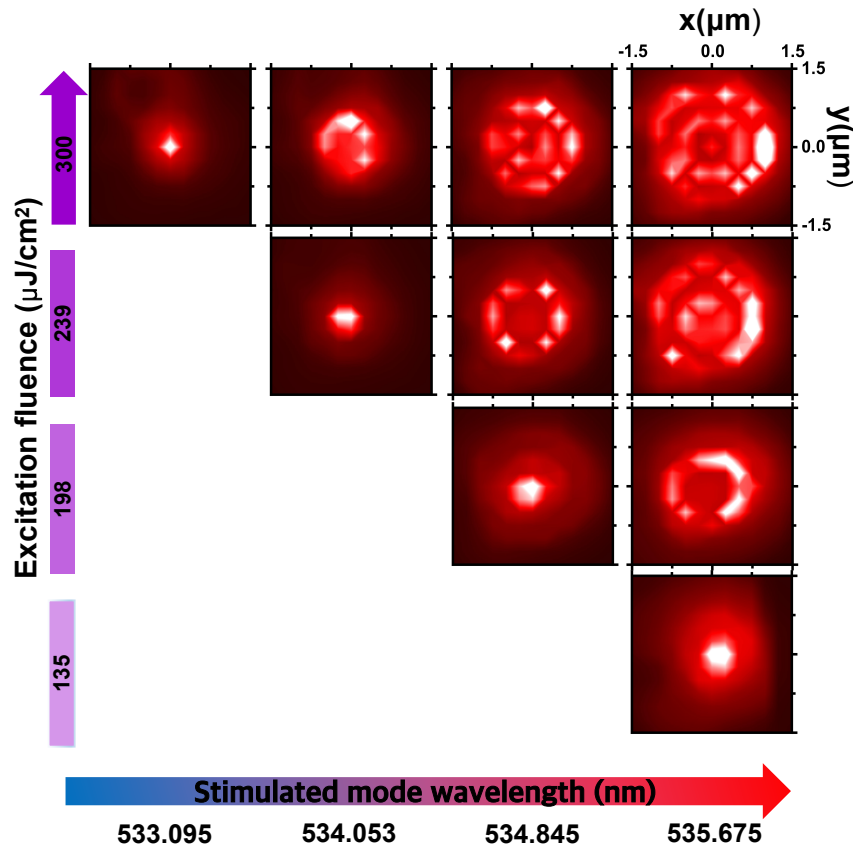 x(μm)
-1.5 0.0 1.5
1.5
0.0
-1.5
y(μm)
Excitation fluence (μJ/cm²)
300
239
198
135
Stimulated mode wavelength (nm)
533.095 534.053 534.845 535.675